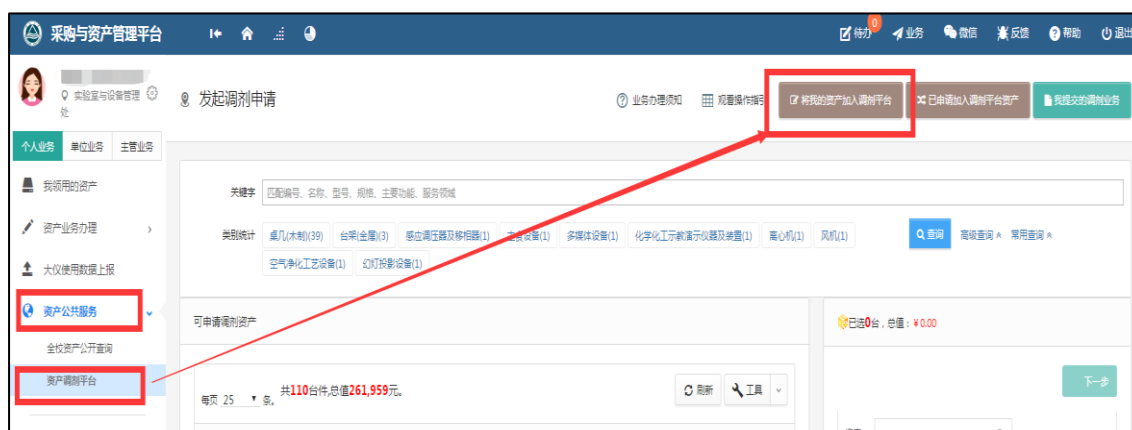 采购与资产管理平台
0
待办 业务 微信 反馈 帮助 退出
实验室与设备管理
处
发起调剂申请
业务办理须知 观看操作指引 将我的资产加入调剂平台 已申请加入调剂平台资产 我提交的调剂业务
个人业务 单位业务 主管业务
我领用的资产
资产业务办理
大仪使用数据上报
资产公共服务
全校资产公开查询
资产调剂平台
关键字 匹配编号、名称、型号、规格、主要功能、服务领域
类别统计 桌几(木制)(39) 台架(金属)(3) 感应调压器及移相器(1) 设备(1) 多媒体设备(1) 化学化工示教演示仪器及装置(1) 离心机(1) 风机(1)
空气净化工艺设备(1) 幻灯投影设备(1)
查询 高级查询 常用查询
可申请调剂资产
已选0台，总值：¥0.00
每页 25 条。 共110台件,总值261,959元。
刷新 工具
下一步